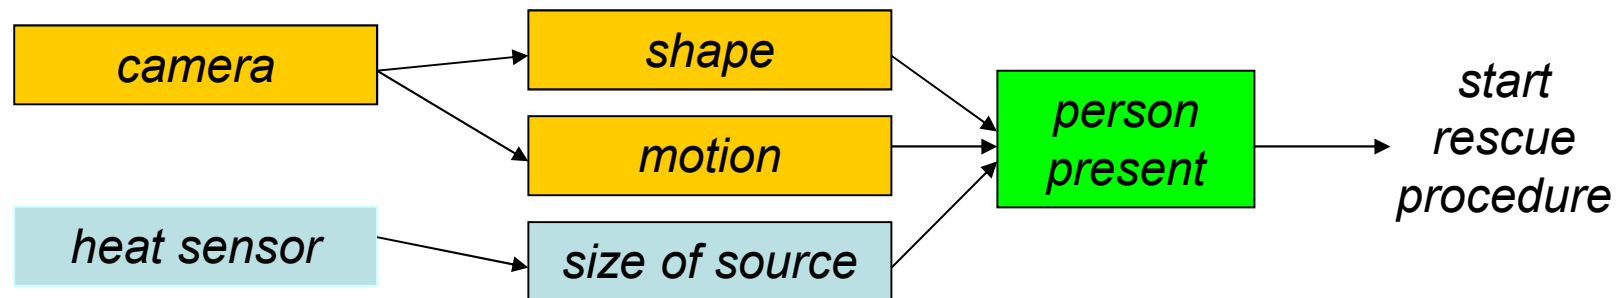 camera
shape
motion
heat sensor
size of source
person
present
start
rescue
procedure